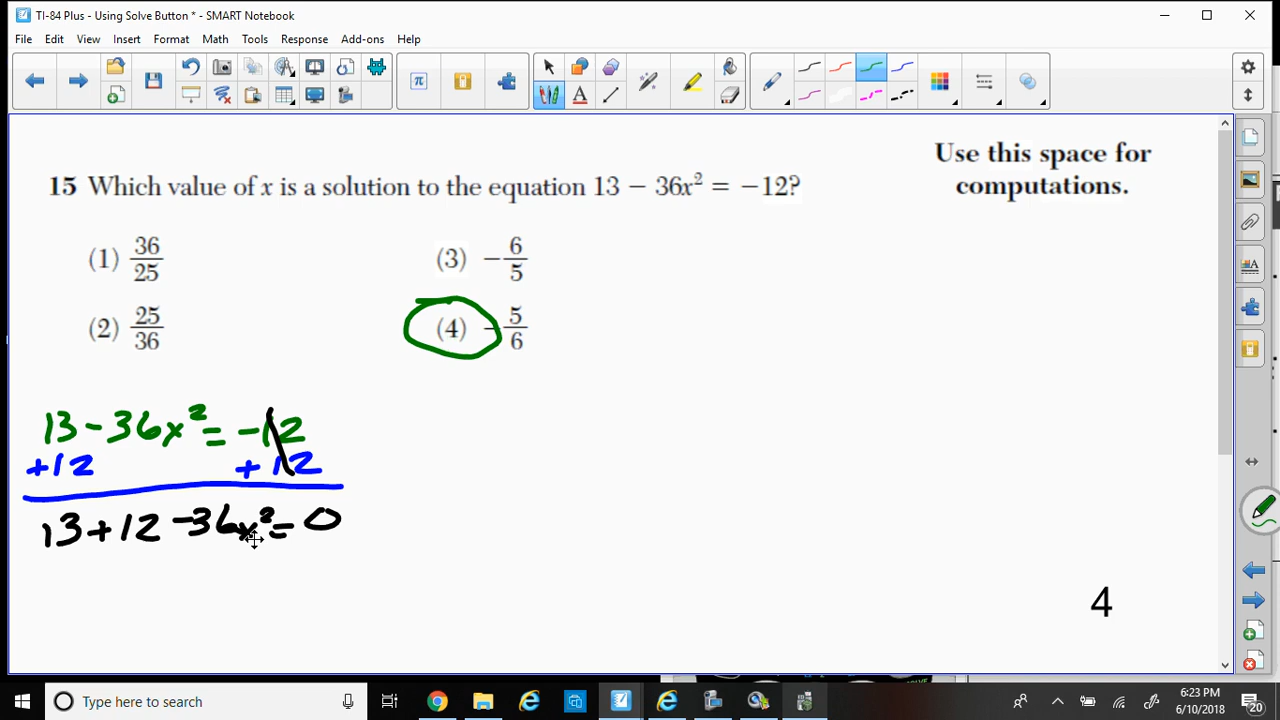 TI-84 Plus - Using Solve Button * - SMART Notebook
File Edit View Insert Format Math Tools Response Add-ons Help
Use this space for
computations.
15 Which value of x is a solution to the equation 13 − 36x² = −12?
(1) 36/25
(3) −6/5
(2) 25/36
(4) −5/6
13 - 36x² = -12
+12 +12
13 + 12 - 36x² = 0
4
Type here to search
6:23 PM
6/10/2018
20